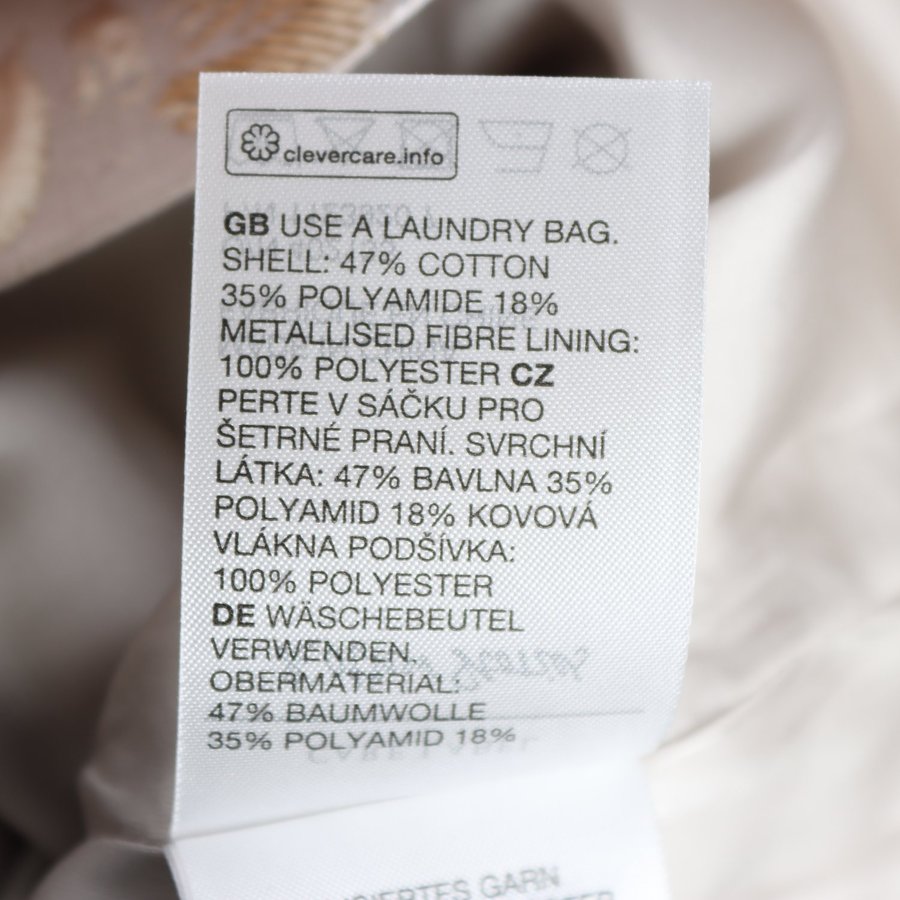 clevercare.info
GB USE A LAUNDRY BAG.
SHELL: 47% COTTON
35% POLYAMIDE 18%
METALLISED FIBRE LINING:
100% POLYESTER CZ
PERTE V SÁČKU PRO
ŠETRNÉ PRANÍ. SVRCHNÍ
LÁTKA: 47% BAVLNA 35%
POLYAMID 18% KOVOVÁ
VLÁKNA PODŠÍVKA:
100% POLYESTER
DE WÄSCHEBEUTEL
VERWENDEN.
OBERMATERIAL:
47% BAUMWOLLE
35% POLYAMID 18%
GARN